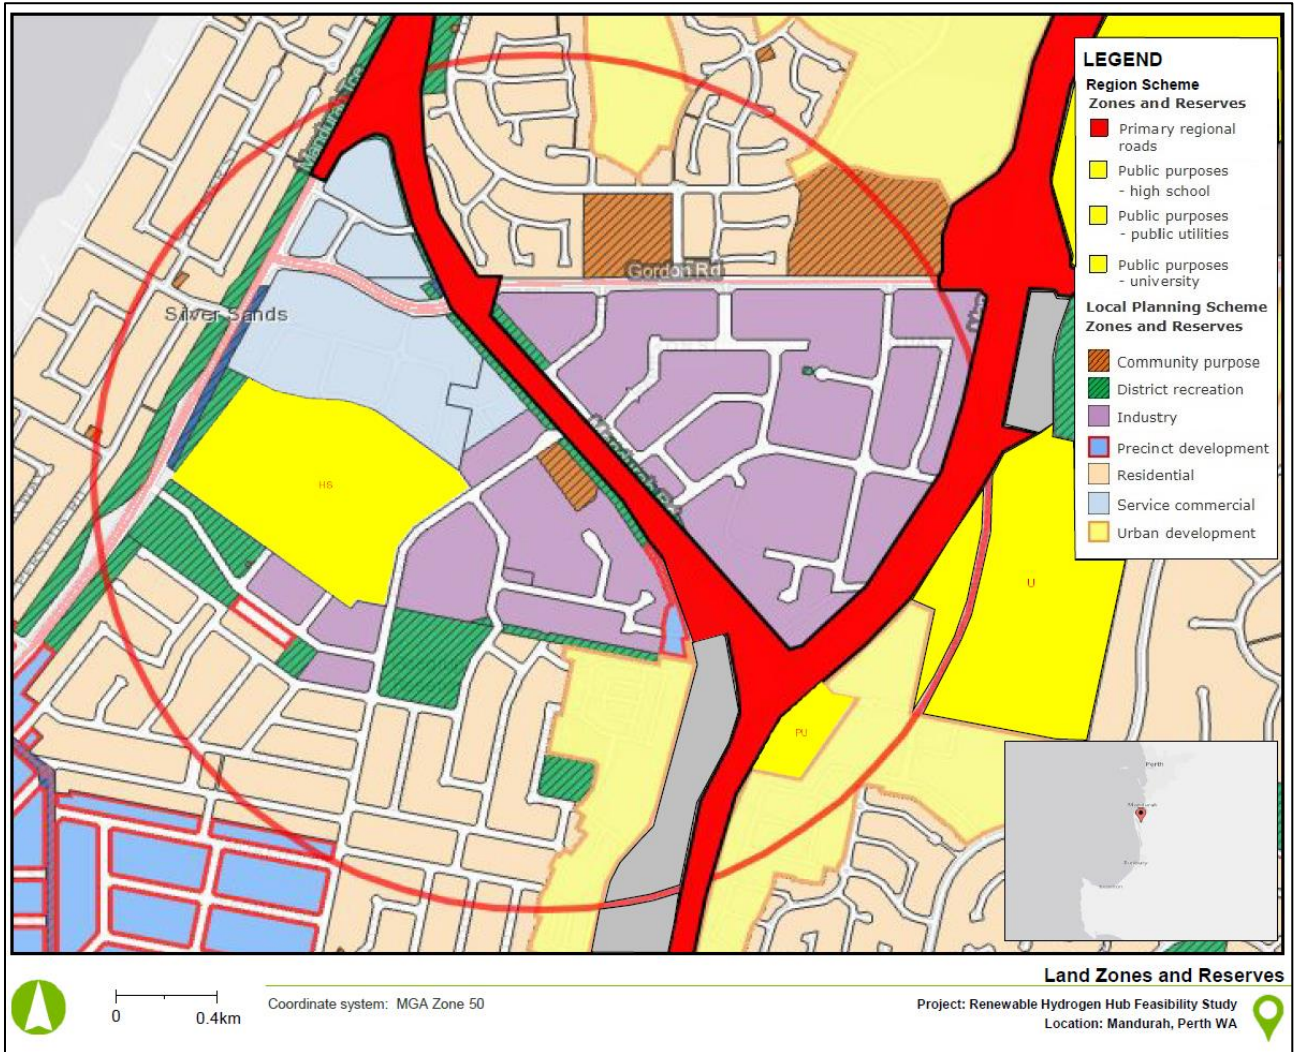 Mandurah Tce
Gordon Rd
Silver Sands
HS
U
PU
LEGEND
Region Scheme
Zones and Reserves
Primary regional
roads
Public purposes
- high school
Public purposes
- public utilities
Public purposes
- university
Local Planning Scheme
Zones and Reserves
Community purpose
District recreation
Industry
Precinct development
Residential
Service commercial
Urban development
Perth
Mandurah
Bunbury
Land Zones and Reserves
0
0.4km
Coordinate system: MGA Zone 50
Project: Renewable Hydrogen Hub Feasibility Study
Location: Mandurah, Perth WA